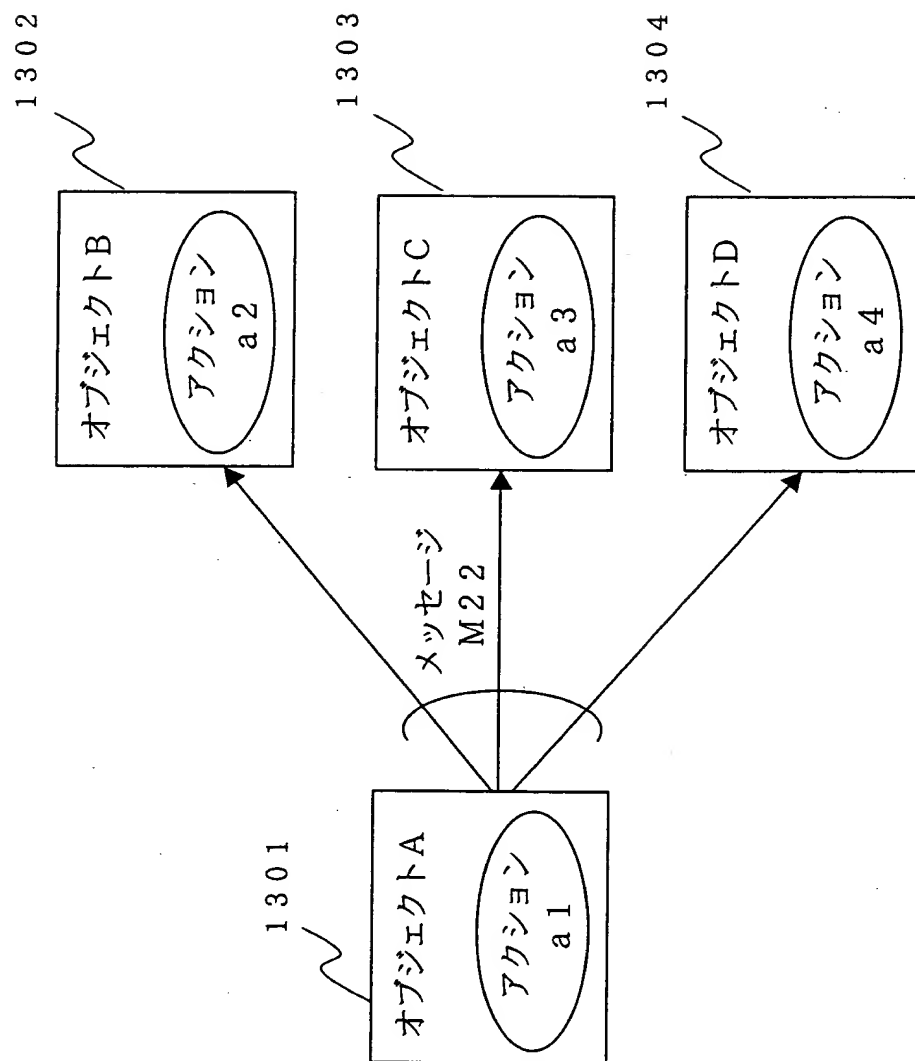 1301
オブジェクトA
アクション
a1
メッセージ
M22
1302
オブジェクトB
アクション
a2
1303
オブジェクトC
アクション
a3
1304
オブジェクトD
アクション
a4